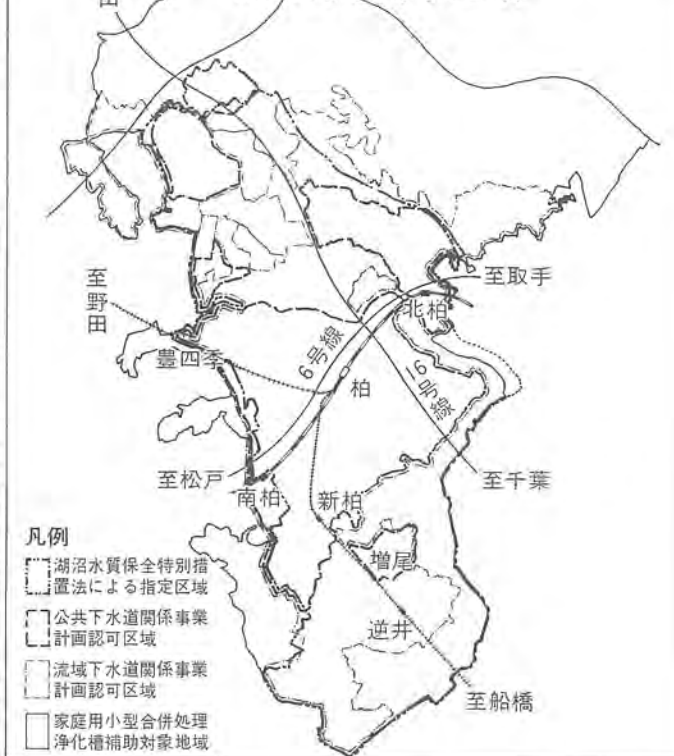 田
至取手
至野田
北柏
豊四季
6号線
柏
16号線
至松戸
南柏
新柏
至千葉
増尾
逆井
至船橋
凡例
湖沼水質保全特別措
置法による指定区域
公共下水道関係事業
計画認可区域
流域下水道関係事業
計画認可区域
家庭用小型合併処理
浄化槽補助対象地域